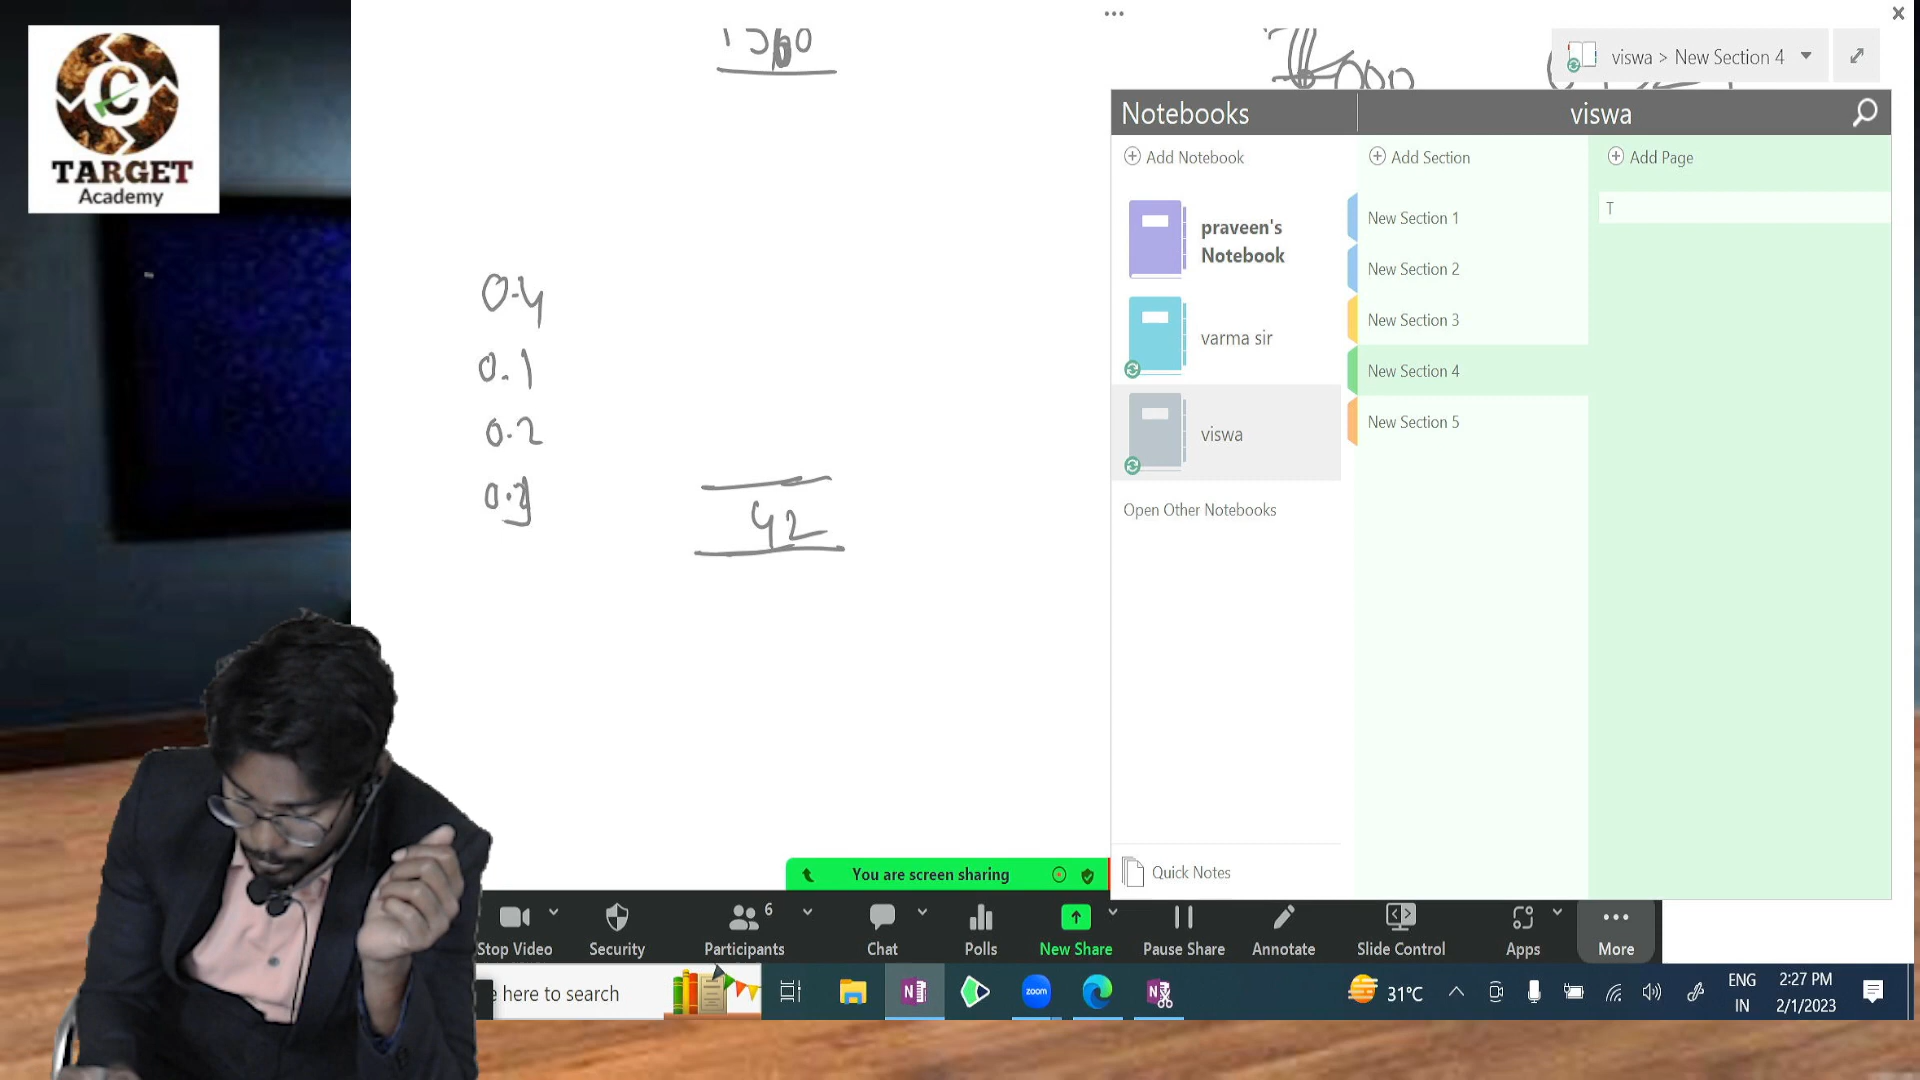 TARGET
Academy
viswa > New Section 4
Notebooks
viswa
Add Notebook
Add Section
Add Page
praveen's
Notebook
varma sir
viswa
Open Other Notebooks
Quick Notes
New Section 1
New Section 2
New Section 3
New Section 4
New Section 5
T
0.4
0.1
0.2
0.3
42
You are screen sharing
Stop Video
Security
6
Participants
Chat
Polls
New Share
Pause Share
Annotate
Slide Control
Apps
More
e here to search
zoom
31°C
ENG
IN
2:27 PM
2/1/2023